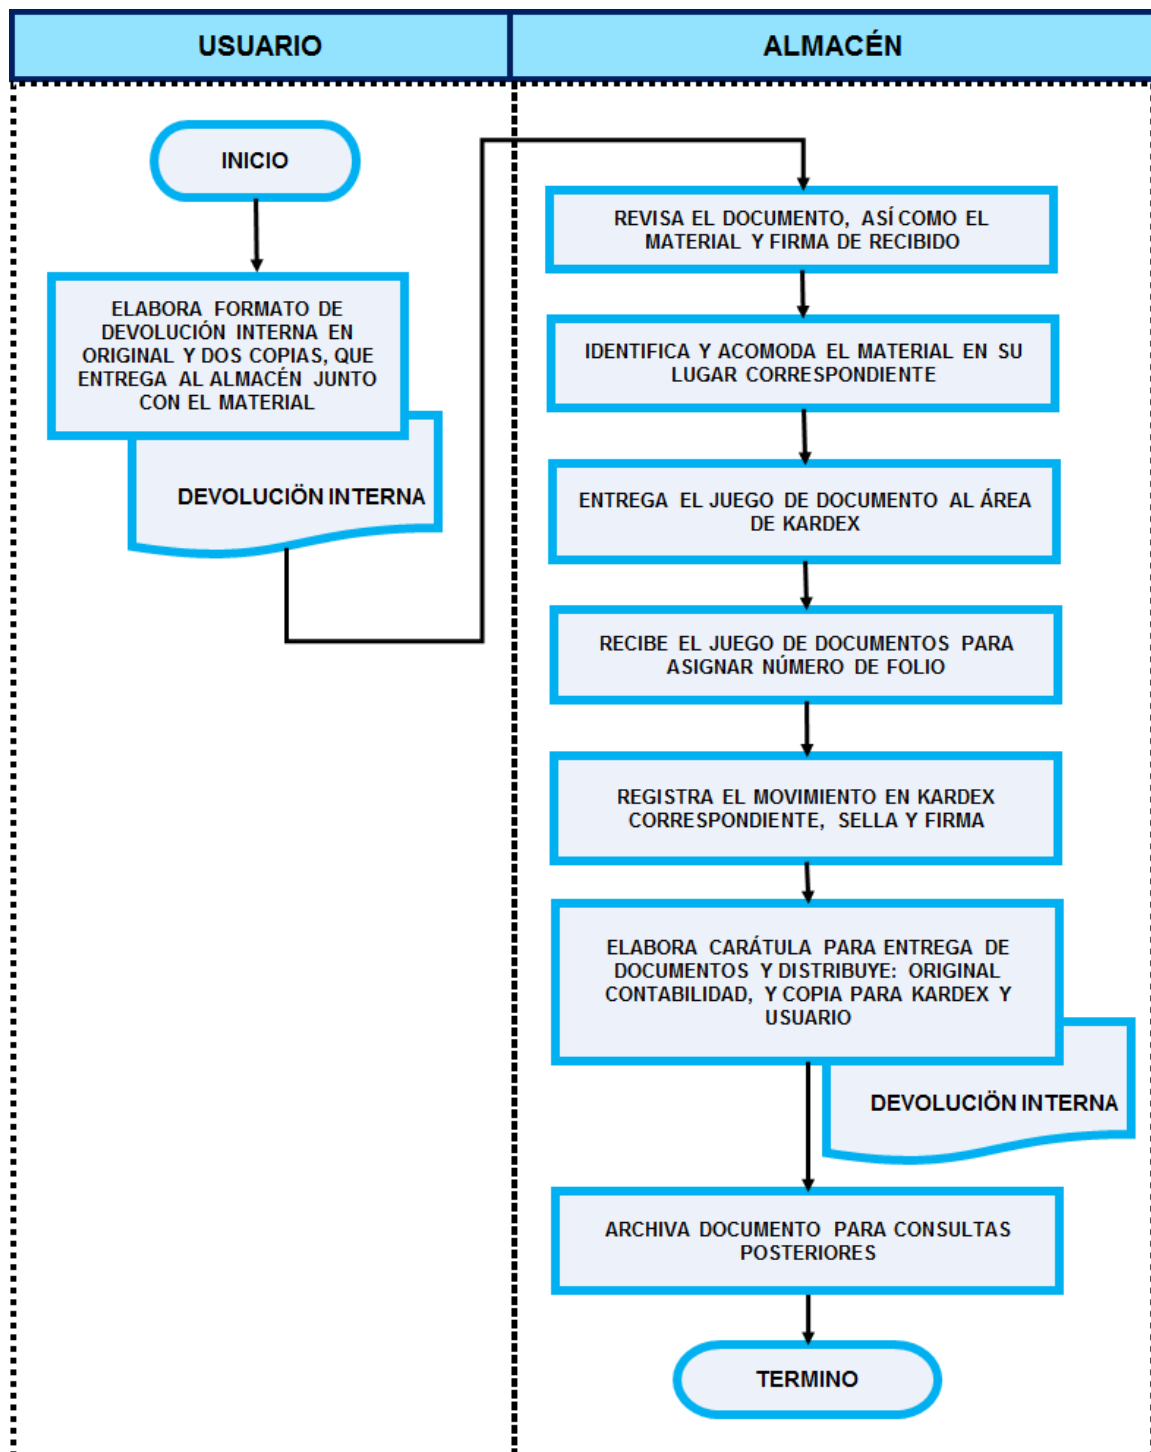 USUARIO
ALMACÉN
INICIO
ELABORA FORMATO DE
DEVOLUCIÓN INTERNA EN
ORIGINAL Y DOS COPIAS, QUE
ENTREGA AL ALMACÉN JUNTO
CON EL MATERIAL
DEVOLUCIÖN INTERNA
REVISA EL DOCUMENTO, ASÍ COMO EL
MATERIAL Y FIRMA DE RECIBIDO
IDENTIFICA Y ACOMODA EL MATERIAL EN SU
LUGAR CORRESPONDIENTE
ENTREGA EL JUEGO DE DOCUMENTO AL ÁREA
DE KARDEX
RECIBE EL JUEGO DE DOCUMENTOS PARA
ASIGNAR NÚMERO DE FOLIO
REGISTRA EL MOVIMIENTO EN KARDEX
CORRESPONDIENTE, SELLA Y FIRMA
ELABORA CARÁTULA PARA ENTREGA DE
DOCUMENTOS Y DISTRIBUYE: ORIGINAL
CONTABILIDAD, Y COPIA PARA KARDEX Y
USUARIO
DEVOLUCIÖN INTERNA
ARCHIVA DOCUMENTO PARA CONSULTAS
POSTERIORES
TERMINO